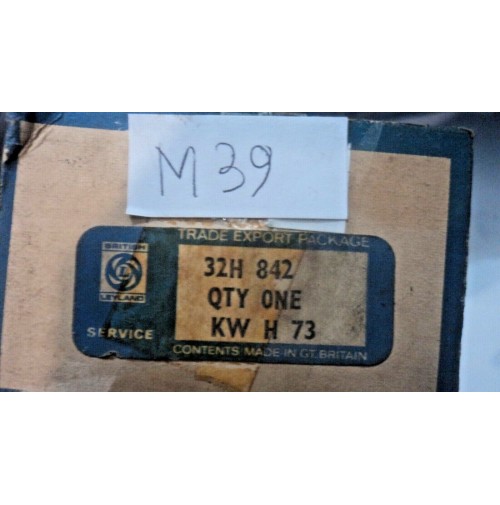 M39
TRADE EXPORT PACKAGE
BRITISH
L
LEYLAND
SERVICE
32H 842
QTY ONE
KW H 73
CONTENTS MADE IN GT. BRITAIN